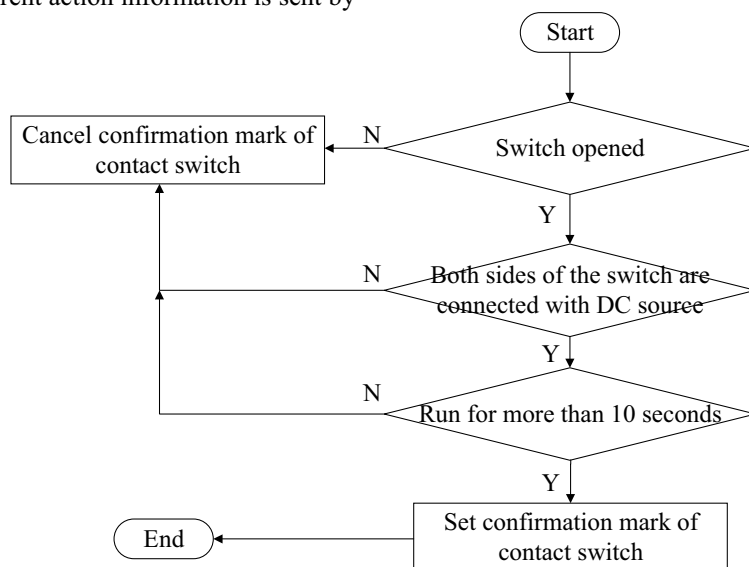 rent action information is sent by
Start
Switch opened
N
Cancel confirmation mark of
contact switch
Y
Both sides of the switch are
connected with DC source
N
Y
Run for more than 10 seconds
N
Y
Set confirmation mark of
contact switch
End